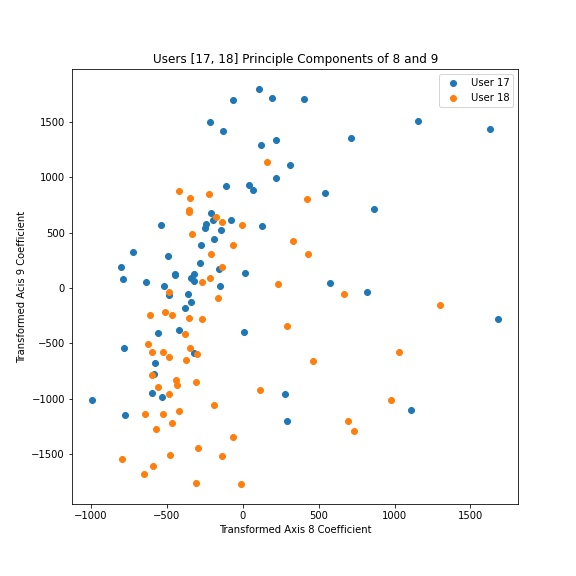 Users [17, 18] Principle Components of 8 and 9
User 17
User 18
Transformed Acis 9 Coefficient
1500
1000
500
0
−500
−1000
−1500
−1000
−500
0
500
1000
1500
Transformed Axis 8 Coefficient